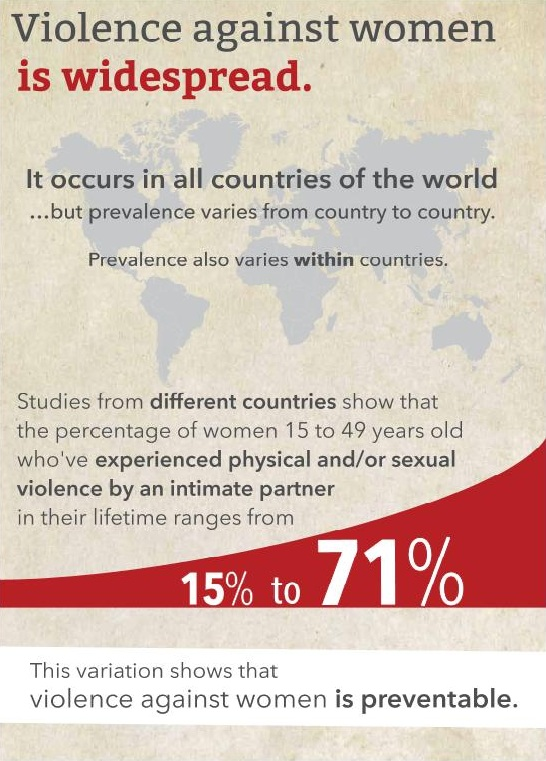 Violence against women
is widespread.
It occurs in all countries of the world
...but prevalence varies from country to country.
Prevalence also varies within countries.
Studies from different countries show that
the percentage of women 15 to 49 years old
who've experienced physical and/or sexual
violence by an intimate partner
in their lifetime ranges from
15% to 71%
This variation shows that
violence against women is preventable.